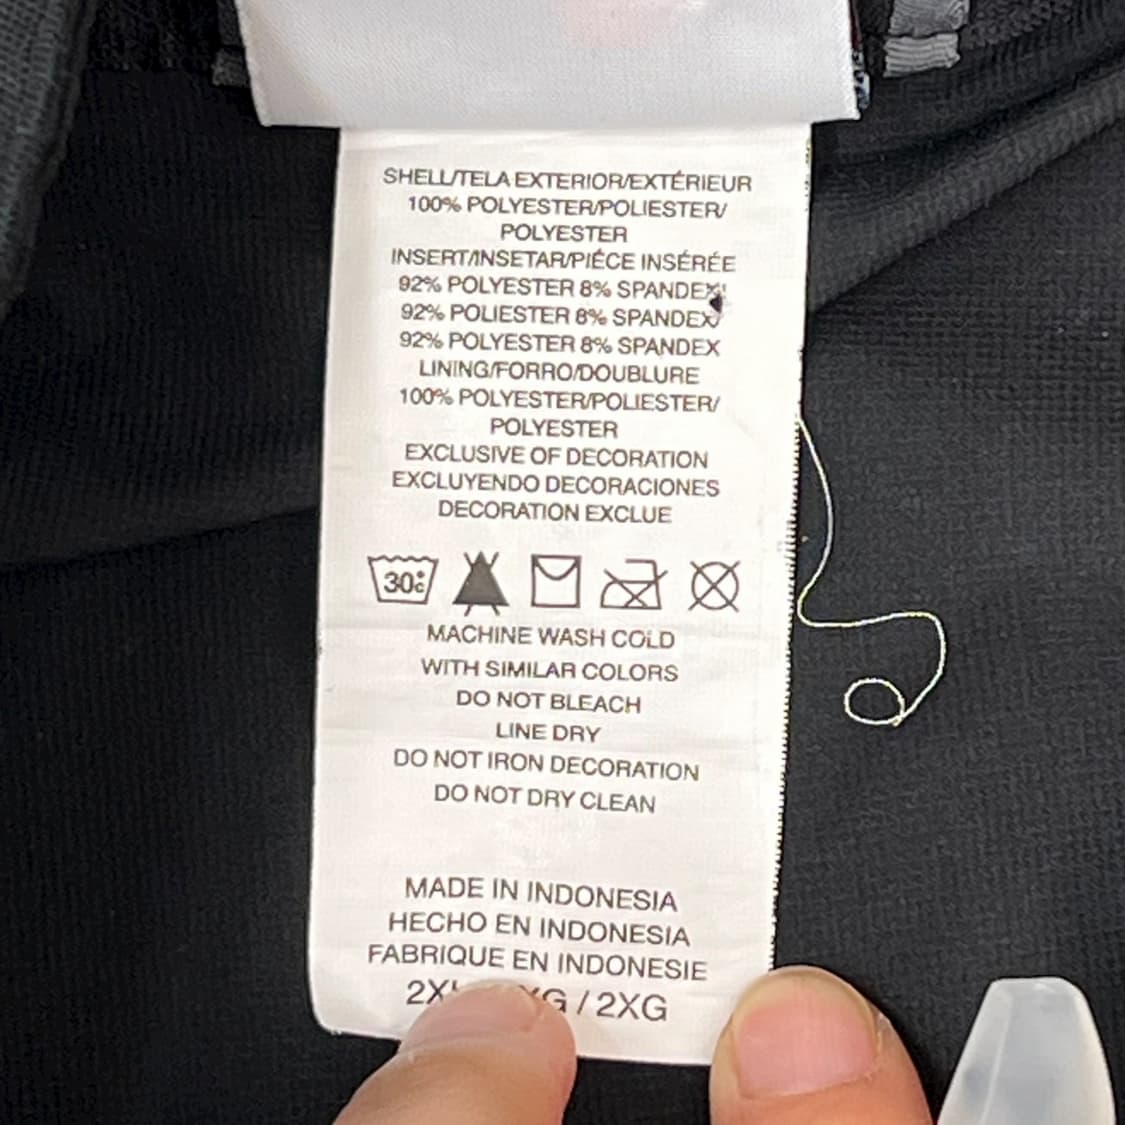 SHELL/TELA EXTERIOR/EXTÉRIEUR
100% POLYESTER/POLIESTER/
POLYESTER
INSERT/INSETAR/PIÉCE INSÉRÉE
92% POLYESTER 8% SPANDEX/
92% POLIESTER 8% SPANDEX/
92% POLYESTER 8% SPANDEX
LINING/FORRO/DOUBLURE
100% POLYESTER/POLIESTER/
POLYESTER
EXCLUSIVE OF DECORATION
EXCLUYENDO DECORACIONES
DECORATION EXCLUE
30°c
MACHINE WASH COLD
WITH SIMILAR COLORS
DO NOT BLEACH
LINE DRY
DO NOT IRON DECORATION
DO NOT DRY CLEAN
MADE IN INDONESIA
HECHO EN INDONESIA
FABRIQUE EN INDONESIE
/ 2XG